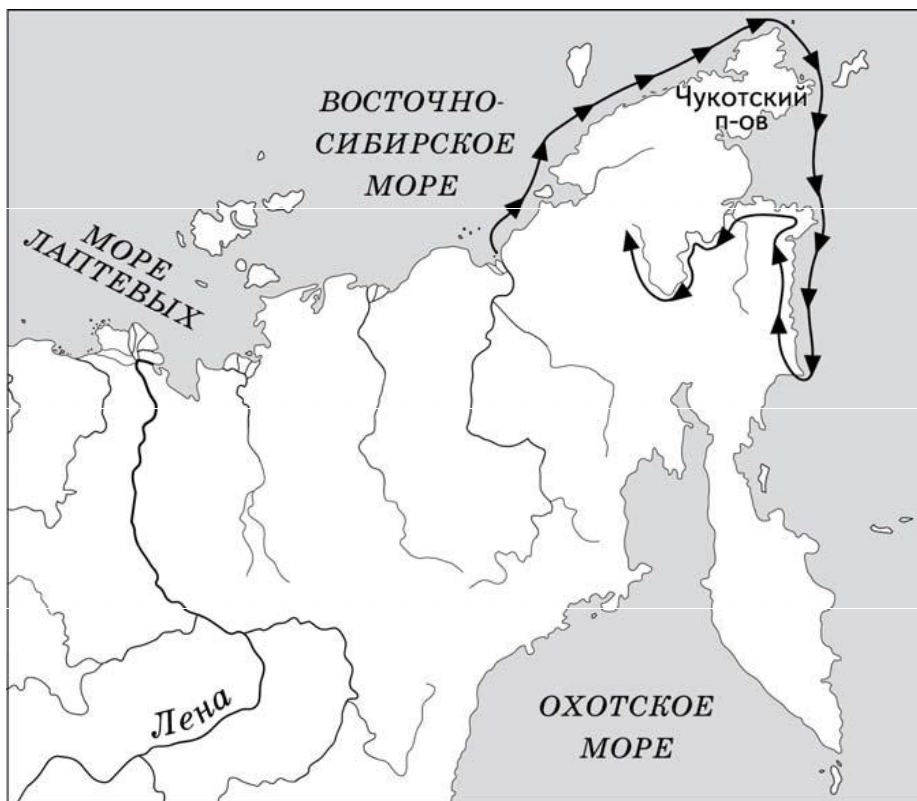 ВОСТОЧНО-
СИБИРСКОЕ
МОРЕ
Чукотский
п-ов
МОРЕ
ЛАПТЕВЫХ
Лена
ОХОТСКОЕ
МОРЕ